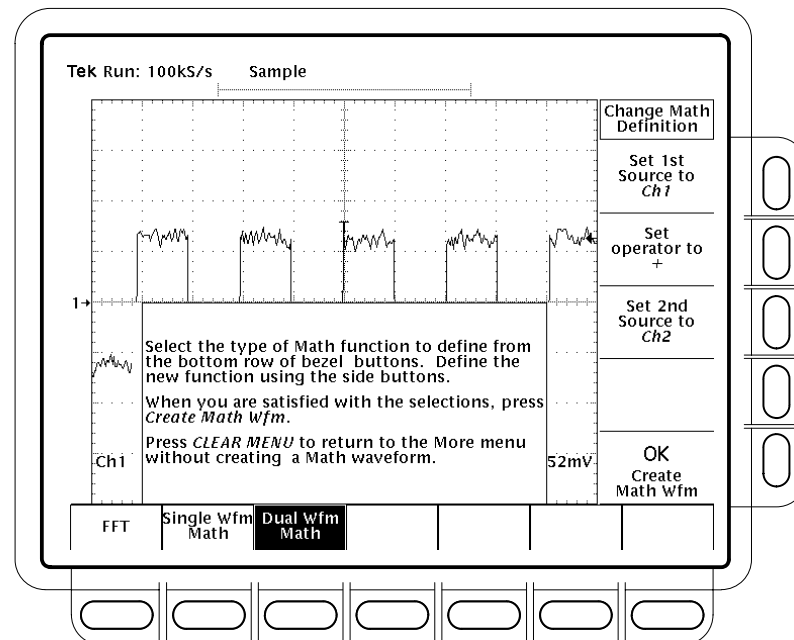 Tek Run: 100kS/s Sample
Change Math
Definition
Set 1st
Source to
Ch1
Set
operator to
+
Set 2nd
Source to
Ch2
OK
Create
Math Wfm
1
Select the type of Math function to define from
the bottom row of bezel buttons. Define the
new function using the side buttons.
When you are satisfied with the selections, press
Create Math Wfm.
Press CLEAR MENU to return to the More menu
without creating a Math waveform.
Ch1
52mV
FFT
Single Wfm
Math
Dual Wfm
Math